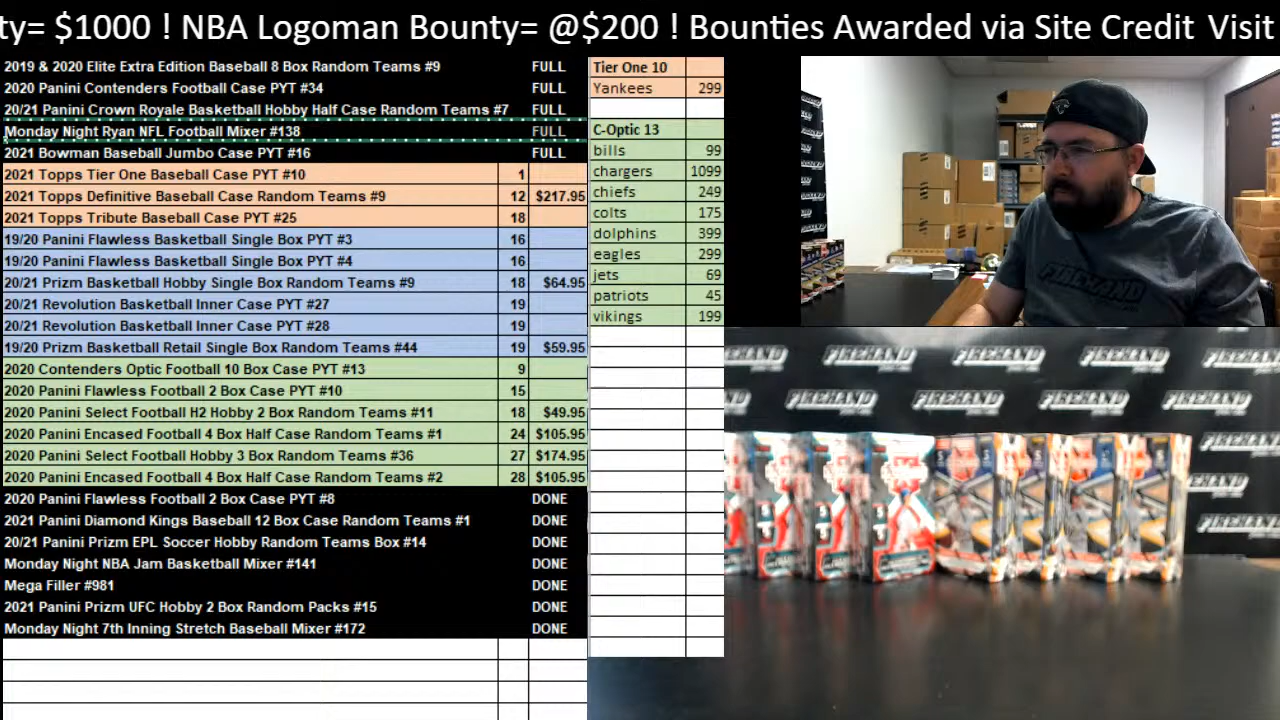 ty= $1000 ! NBA Logoman Bounty= @$200 ! Bounties Awarded via Site Credit Visit
2019 & 2020 Elite Extra Edition Baseball 8 Box Random Teams #9 FULL
2020 Panini Contenders Football Case PYT #34 FULL
20/21 Panini Crown Royale Basketball Hobby Half Case Random Teams #7 FULL
Monday Night Ryan NFL Football Mixer #138 FULL
2021 Bowman Baseball Jumbo Case PYT #16 FULL
2021 Topps Tier One Baseball Case PYT #10 1
2021 Topps Definitive Baseball Case Random Teams #9 12 $217.95
2021 Topps Tribute Baseball Case PYT #25 18
19/20 Panini Flawless Basketball Single Box PYT #3 16
19/20 Panini Flawless Basketball Single Box PYT #4 16
20/21 Prizm Basketball Hobby Single Box Random Teams #9 18 $64.95
20/21 Revolution Basketball Inner Case PYT #27 19
20/21 Revolution Basketball Inner Case PYT #28 19
19/20 Prizm Basketball Retail Single Box Random Teams #44 19 $59.95
2020 Contenders Optic Football 10 Box Case PYT #13 9
2020 Panini Flawless Football 2 Box Case PYT #10 15
2020 Panini Select Football H2 Hobby 2 Box Random Teams #11 18 $49.95
2020 Panini Encased Football 4 Box Half Case Random Teams #1 24 $105.95
2020 Panini Select Football Hobby 3 Box Random Teams #36 27 $174.95
2020 Panini Encased Football 4 Box Half Case Random Teams #2 28 $105.95
2020 Panini Flawless Football 2 Box Case PYT #8 DONE
2021 Panini Diamond Kings Baseball 12 Box Case Random Teams #1 DONE
20/21 Panini Prizm EPL Soccer Hobby Random Teams Box #14 DONE
Monday Night NBA Jam Basketball Mixer #141 DONE
Mega Filler #981 DONE
2021 Panini Prizm UFC Hobby 2 Box Random Packs #15 DONE
Monday Night 7th Inning Stretch Baseball Mixer #172 DONE
Tier One 10
Yankees 299
C-Optic 13
bills 99
chargers 1099
chiefs 249
colts 175
dolphins 399
eagles 299
jets 69
patriots 45
vikings 199
FIREHAND
FIREHAND FIREHAND FIREHAND FIREHAND
FIREHAND FIREHAND FIREHAND
FIREHAND
FIREHAND